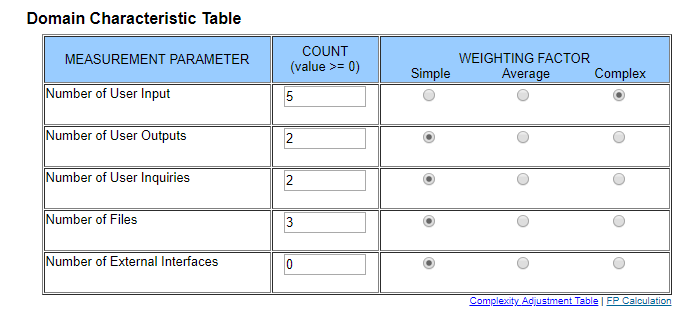 Domain Characteristic Table
MEASUREMENT PARAMETER
COUNT
(value >= 0)
WEIGHTING FACTOR
Simple Average Complex
Number of User Input 5
Number of User Outputs 2
Number of User Inquiries 2
Number of Files 3
Number of External Interfaces 0
Complexity Adjustment Table | FP Calculation